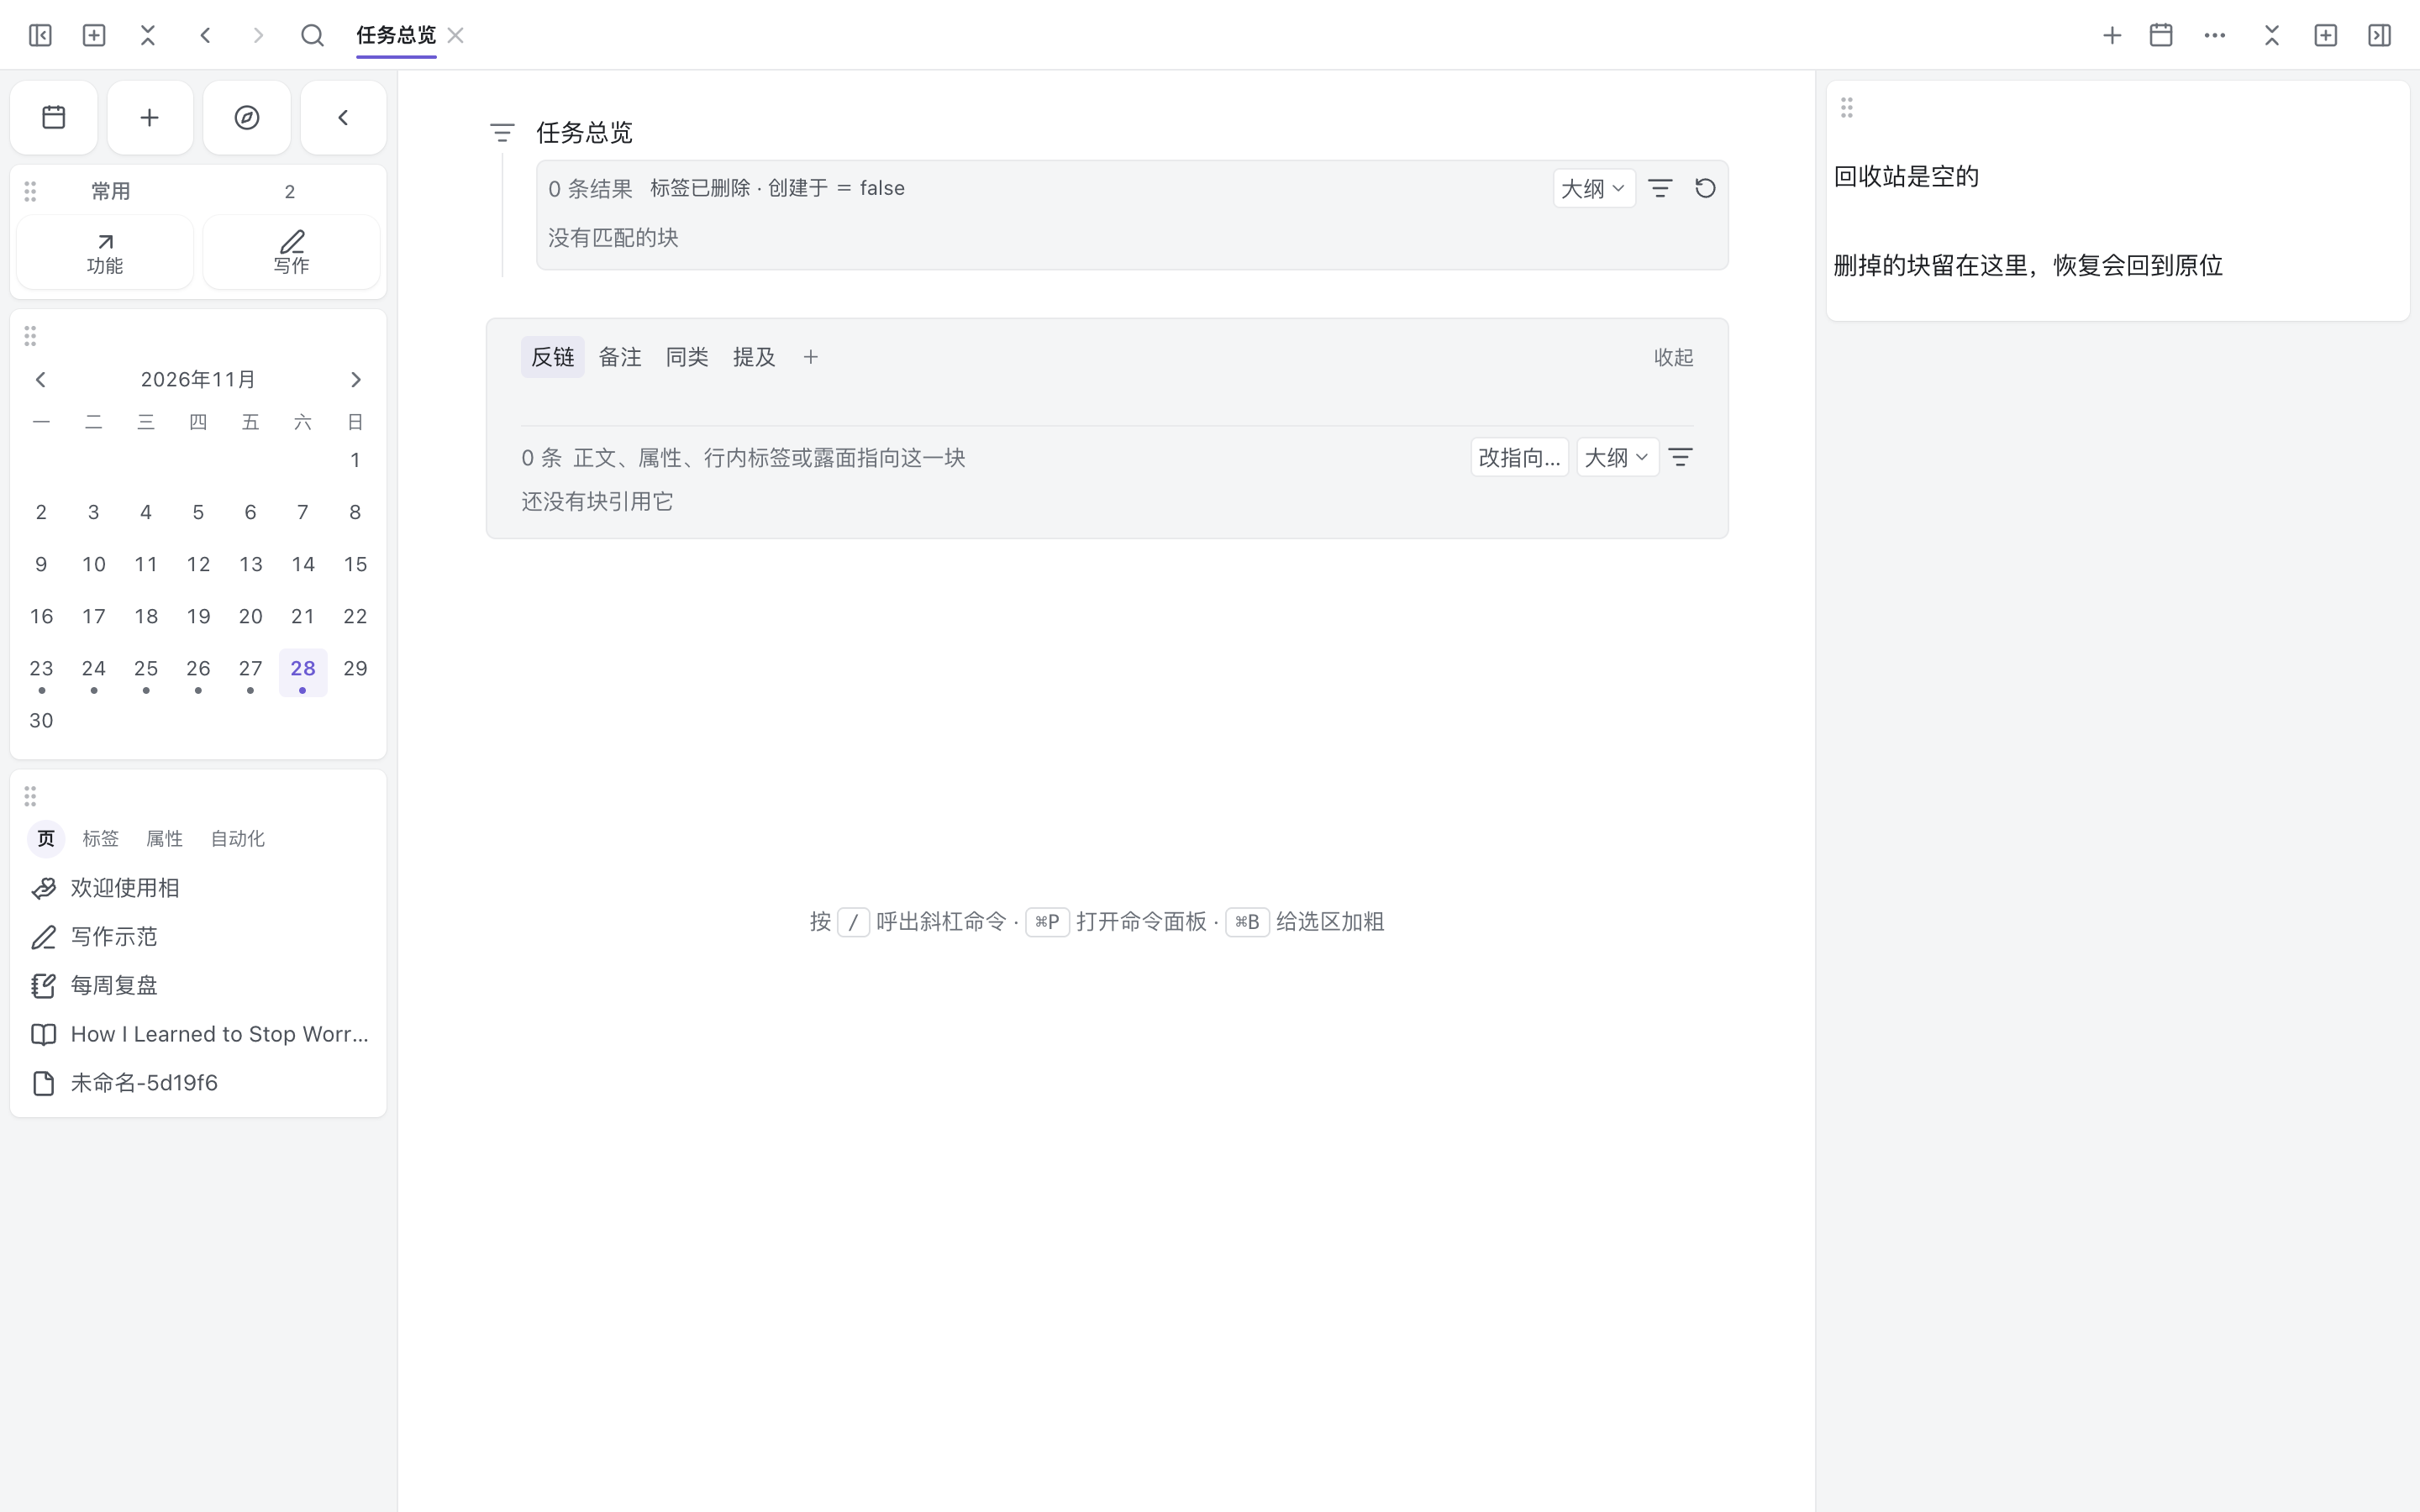 任务总览
常用 2
功能 写作
2026年11月
一 二 三 四 五 六 日
1
2 3 4 5 6 7 8
9 10 11 12 13 14 15
16 17 18 19 20 21 22
23 24 25 26 27 28 29
30
页 标签 属性 自动化
欢迎使用相
写作示范
每周复盘
How I Learned to Stop Worr...
未命名-5d19f6
任务总览
0 条结果 标签已删除 · 创建于 = false 大纲
没有匹配的块
反链 备注 同类 提及 + 收起
0 条 正文、属性、行内标签或露面指向这一块 改指向... 大纲
还没有块引用它
按 / 呼出斜杠命令 · ⌘P 打开命令面板 · ⌘B 给选区加粗
回收站是空的
删掉的块留在这里，恢复会回到原位